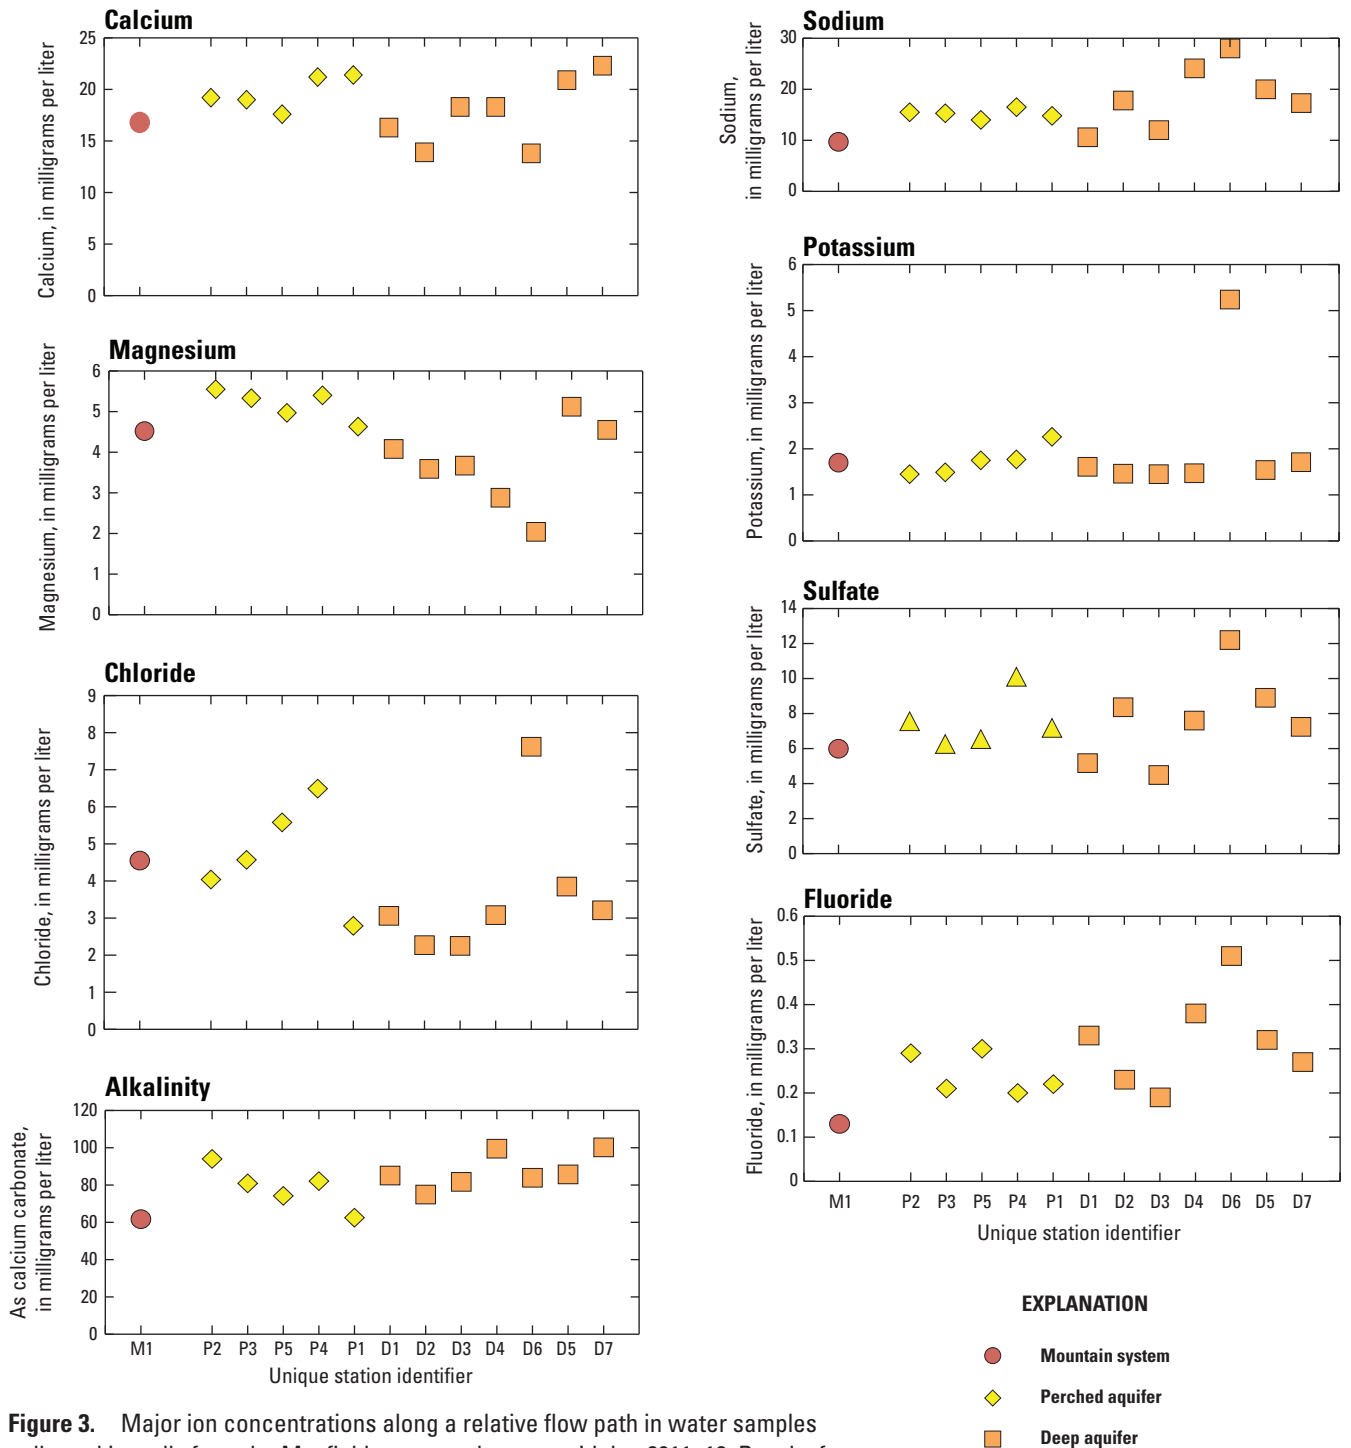 Calcium
Calcium, in milligrams per liter
25
20
15
10
5
0
Magnesium
Magnesium, in milligrams per liter
6
5
4
3
2
1
0
Chloride
Chloride, in milligrams per liter
9
8
7
6
5
4
3
2
1
0
Alkalinity
As calcium carbonate,
in milligrams per liter
120
100
80
60
40
20
0
M1 P2 P3 P5 P4 P1 D1 D2 D3 D4 D6 D5 D7
Unique station identifier
Sodium
Sodium,
in milligrams per liter
30
20
10
0
Potassium
Potassium, in milligrams per liter
6
5
4
3
2
1
0
Sulfate
Sulfate, in milligrams per liter
14
12
10
8
6
4
2
0
Fluoride
Fluoride, in milligrams per liter
0.6
0.5
0.4
0.3
0.2
0.1
0
M1 P2 P3 P5 P4 P1 D1 D2 D3 D4 D6 D5 D7
Unique station identifier
EXPLANATION
Mountain system
Perched aquifer
Deep aquifer
Figure 3. Major ion concentrations along a relative flow path in water samples